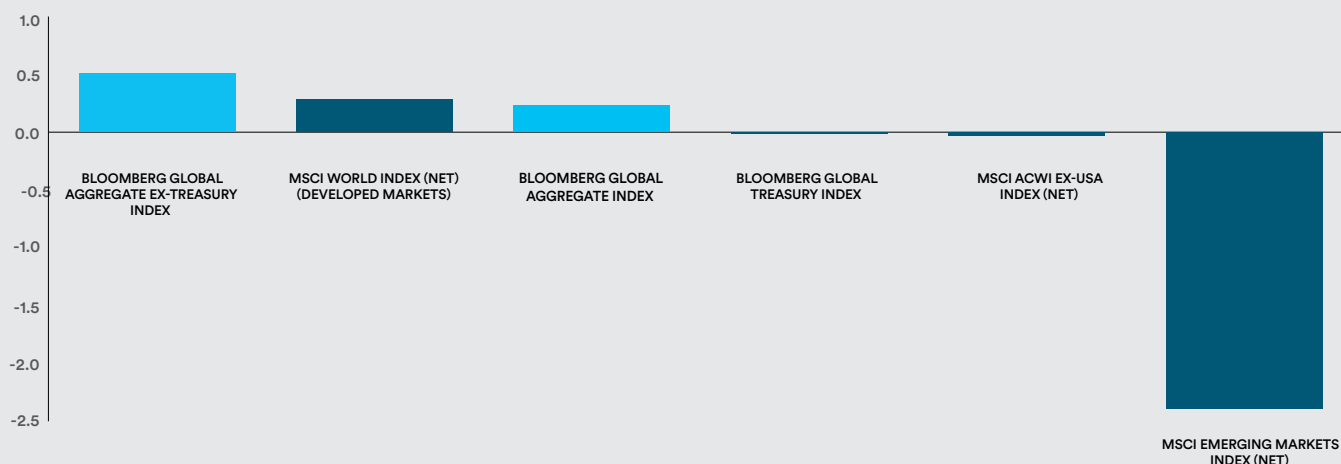 1.0
0.5
0.0
-0.5
-1.0
-1.5
-2.0
-2.5
BLOOMBERG GLOBAL
AGGREGATE EX-TREASURY
INDEX
MSCI WORLD INDEX (NET)
(DEVELOPED MARKETS)
BLOOMBERG GLOBAL
AGGREGATE INDEX
BLOOMBERG GLOBAL
TREASURY INDEX
MSCI ACWI EX-USA
INDEX (NET)
MSCI EMERGING MARKETS
INDEX (NET)